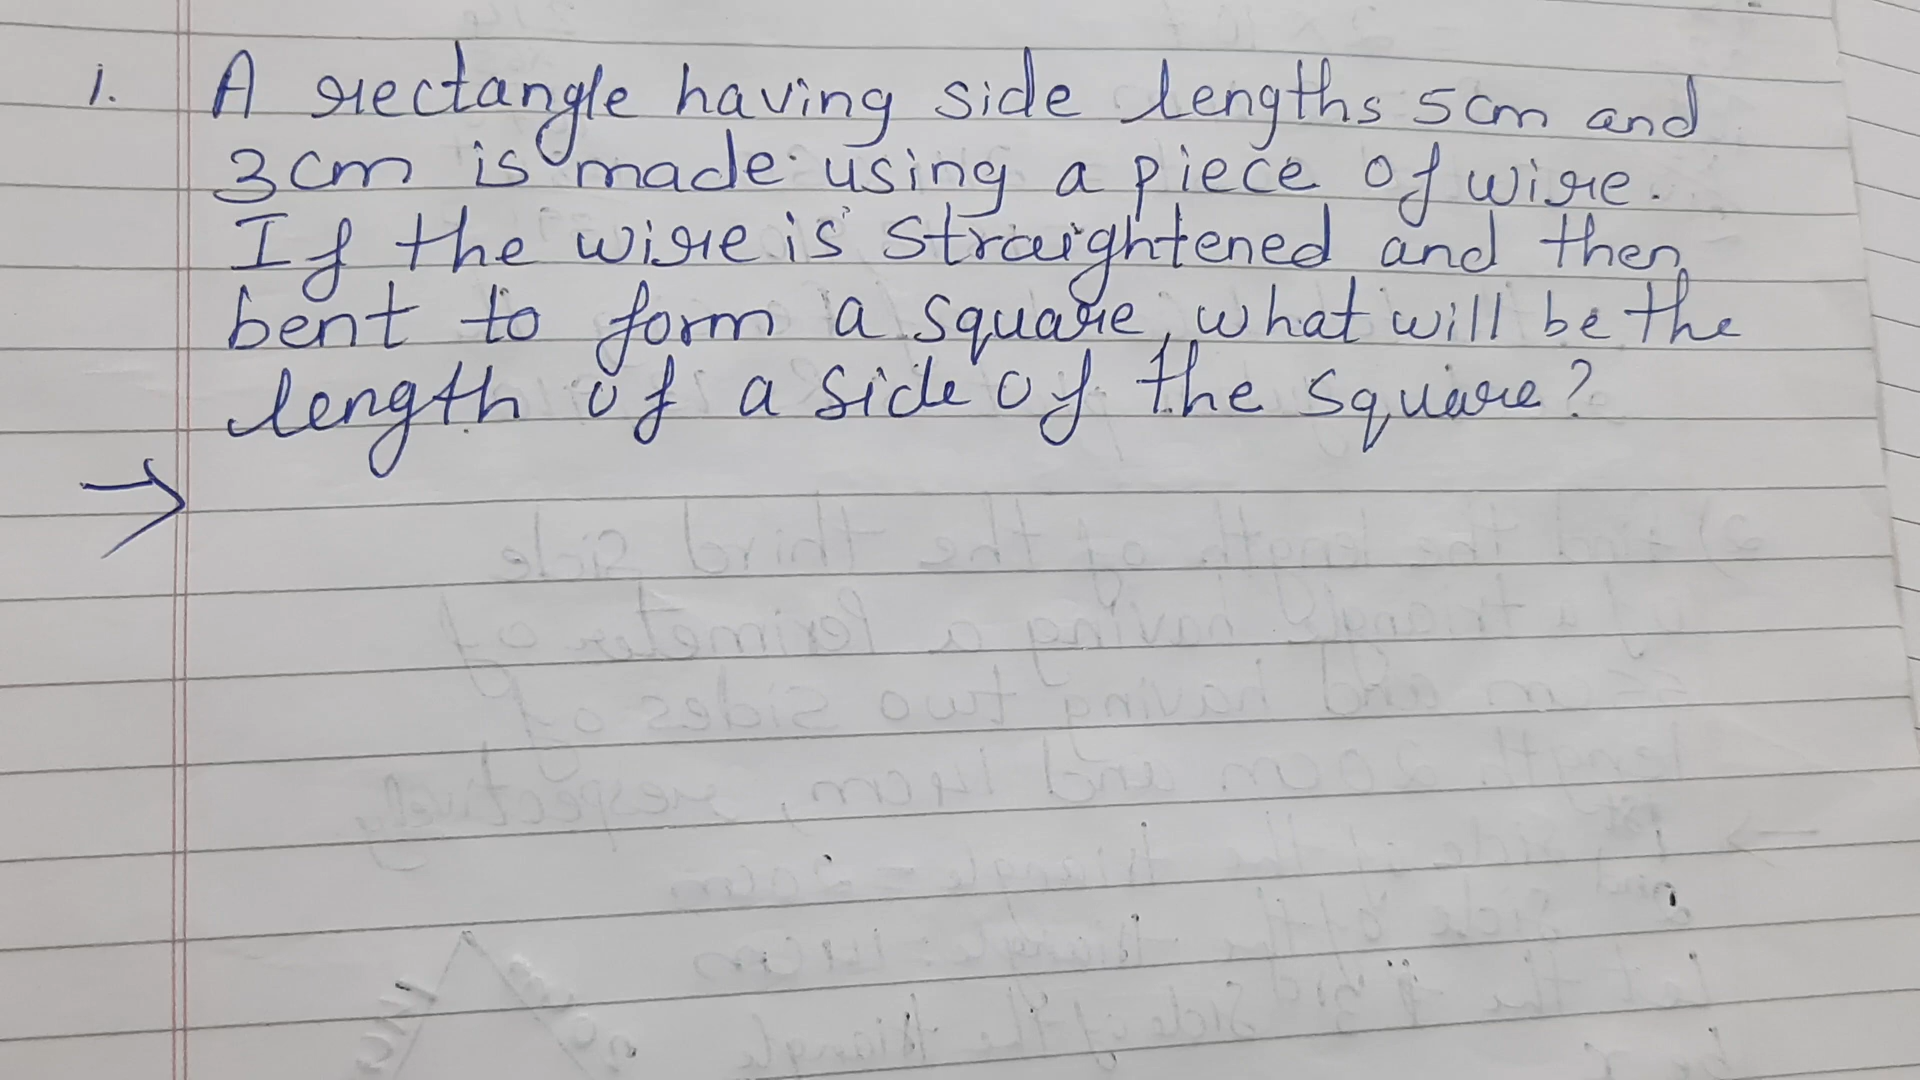 1. A rectangle having side lengths 5cm and
3cm is made using a piece of wire.
If the wire is straightened and then
bent to form a square, what will be the
length of a side of the square?
→